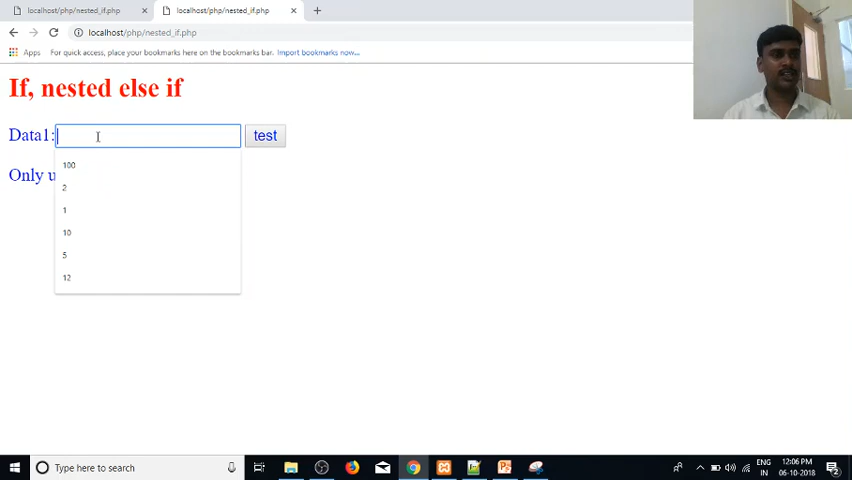 localhost/php/nested_if.php
localhost/php/nested_if.php
localhost/php/nested_if.php
Apps For quick access, place your bookmarks here on the bookmarks bar. Import bookmarks now...
If, nested else if
Data1: test
100
Only u
2
1
10
5
12
Type here to search
ENG
IN
12:06 PM
06-10-2018
2